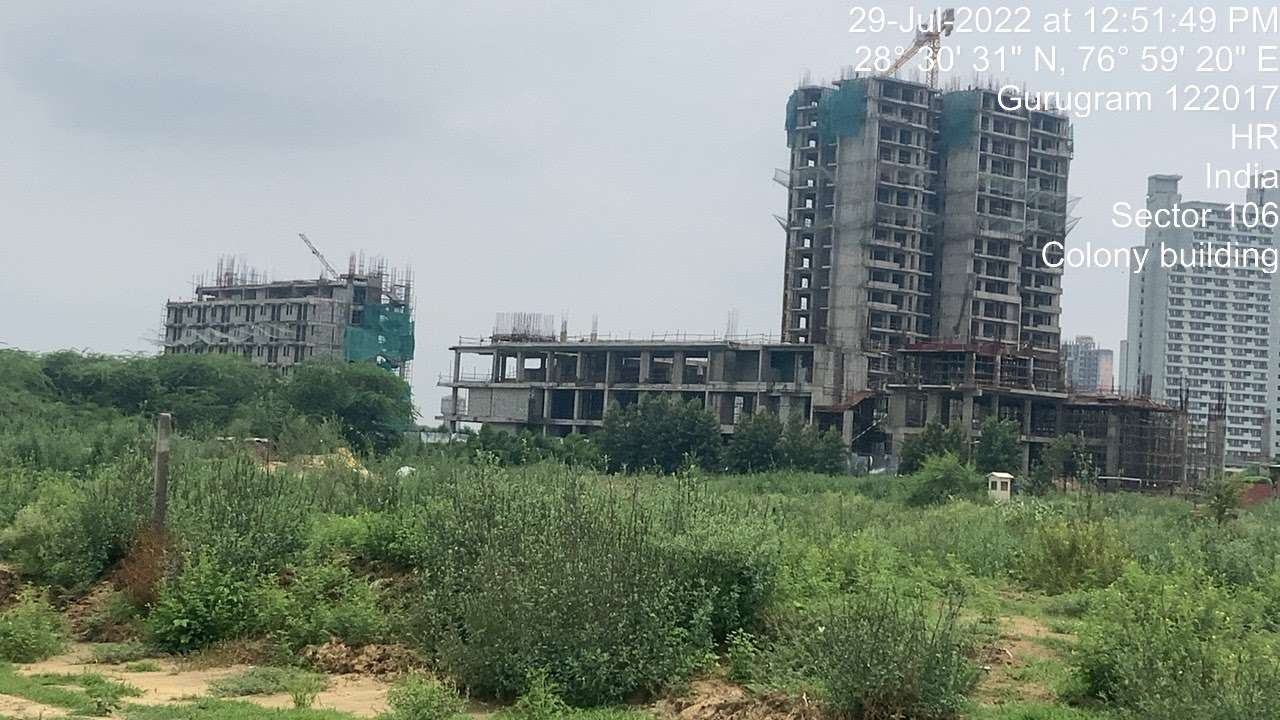 29-Jul-2022 at 12:51:49 PM
28° 30' 31" N, 76° 59' 20" E
Gurugram 122017
HR
India
Sector 106
Colony building